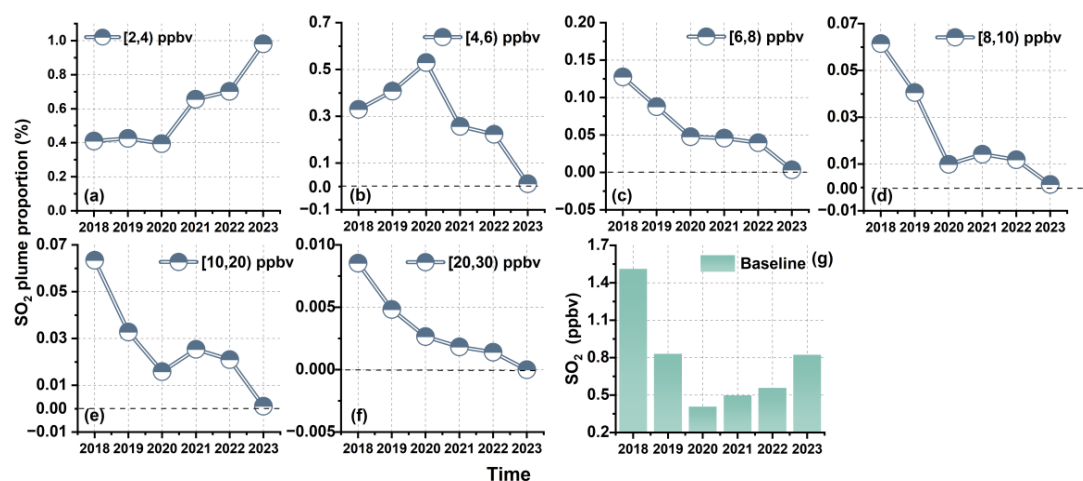 (a)
[2,4) ppbv
1.0
0.8
0.6
0.4
0.2
0.0
2018 2019 2020 2021 2022 2023
(b)
[4,6) ppbv
0.7
0.5
0.3
0.1
0.0
−0.1
2018 2019 2020 2021 2022 2023
(c)
[6,8) ppbv
0.20
0.15
0.10
0.05
0.00
−0.05
2018 2019 2020 2021 2022 2023
(d)
[8,10) ppbv
0.07
0.05
0.03
0.01
0.00
−0.01
2018 2019 2020 2021 2022 2023
SO2 plume proportion (%)
(e)
[10,20) ppbv
0.07
0.05
0.03
0.01
0.00
−0.01
2018 2019 2020 2021 2022 2023
(f)
[20,30) ppbv
0.010
0.005
0.000
−0.005
2018 2019 2020 2021 2022 2023
(g)
Baseline
SO2 (ppbv)
1.7
1.4
1.1
0.8
0.5
0.2
2018 2019 2020 2021 2022 2023
Time